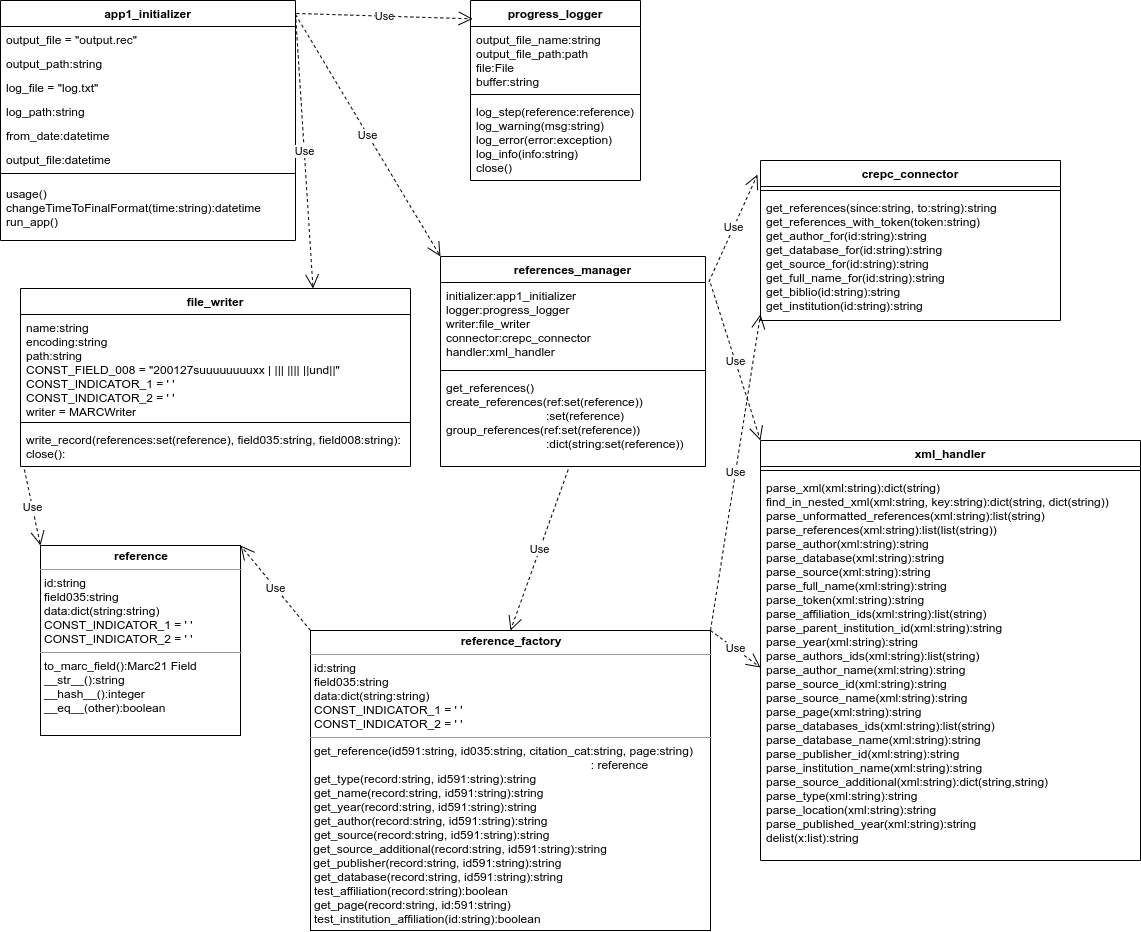 app1_initializer
output_file = "output.rec"
output_path:string
log_file = "log.txt"
log_path:string
from_date:datetime
output_file:datetime
usage()
changeTimeToFinalFormat(time:string):datetime
run_app()
Use
progress_logger
output_file_name:string
output_file_path:path
file:File
buffer:string
log_step(reference:reference)
log_warning(msg:string)
log_error(error:exception)
log_info(info:string)
close()
Use
Use
crepc_connector
get_references(since:string, to:string):string
get_references_with_token(token:string)
get_author_for(id:string):string
get_database_for(id:string):string
get_source_for(id:string):string
get_full_name_for(id:string):string
get_biblio(id:string):string
get_institution(id:string):string
Use
references_manager
initializer:app1_initializer
logger:progress_logger
writer:file_writer
connector:crepc_connector
handler:xml_handler
get_references()
create_references(ref:set(reference))
:set(reference)
group_references(ref:set(reference))
:dict(string:set(reference))
file_writer
name:string
encoding:string
path:string
CONST_FIELD_008 = "200127suuuuuuuuxx | ||| |||| ||und||"
CONST_INDICATOR_1 = ' '
CONST_INDICATOR_2 = ' '
writer = MARCWriter
write_record(references:set(reference), field035:string, field008:string):
close():
Use
Use
xml_handler
parse_xml(xml:string):dict(string)
find_in_nested_xml(xml:string, key:string):dict(string, dict(string))
parse_unformatted_references(xml:string):list(string)
parse_references(xml:string):list(list(string))
parse_author(xml:string):string
parse_database(xml:string):string
parse_source(xml:string):string
parse_full_name(xml:string):string
parse_token(xml:string):string
parse_affiliation_ids(xml:string):list(string)
parse_parent_institution_id(xml:string):string
parse_year(xml:string):string
parse_authors_ids(xml:string):list(string)
parse_author_name(xml:string):string
parse_source_id(xml:string):string
parse_source_name(xml:string):string
parse_page(xml:string):string
parse_databases_ids(xml:string):list(string)
parse_database_name(xml:string):string
parse_publisher_id(xml:string):string
parse_institution_name(xml:string):string
parse_source_additional(xml:string):dict(string,string)
parse_type(xml:string):string
parse_location(xml:string):string
parse_published_year(xml:string):string
delist(x:list):string
Use
Use
reference
id:string
field035:string
data:dict(string:string)
CONST_INDICATOR_1 = ' '
CONST_INDICATOR_2 = ' '
to_marc_field():Marc21 Field
__str__():string
__hash__():integer
__eq__(other):boolean
Use
Use
reference_factory
id:string
field035:string
data:dict(string:string)
CONST_INDICATOR_1 = ' '
CONST_INDICATOR_2 = ' '
get_reference(id591:string, id035:string, citation_cat:string, page:string)
: reference
get_type(record:string, id591:string):string
get_name(record:string, id591:string):string
get_year(record:string, id591:string):string
get_author(record:string, id591:string):string
get_source(record:string, id591:string):string
get_source_additional(record:string, id591:string):string
get_publisher(record:string, id591:string):string
get_database(record:string, id591:string):string
test_affiliation(record:string):boolean
get_page(record:string, id:591:string)
test_institution_affiliation(id:string):boolean